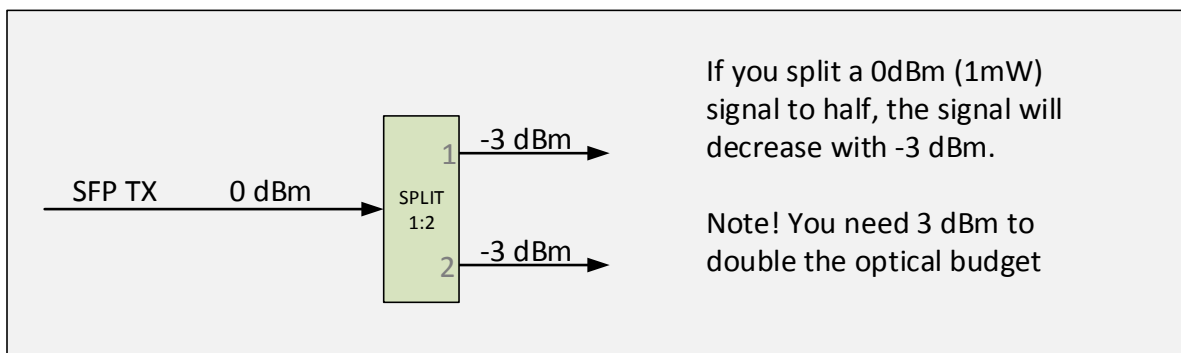 SFP TX 0 dBm
SPLIT
1:2
1
-3 dBm
2
-3 dBm
If you split a 0dBm (1mW)
signal to half, the signal will
decrease with -3 dBm.
Note! You need 3 dBm to
double the optical budget